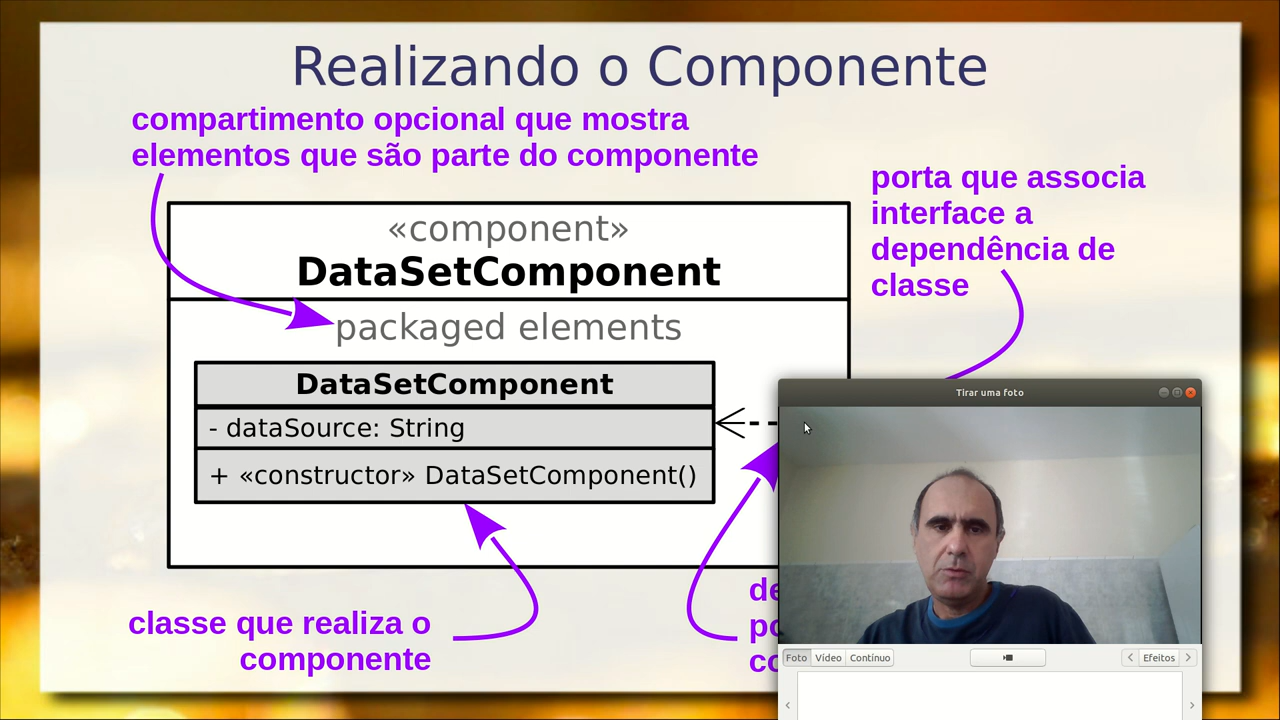 Realizando o Componente
compartimento opcional que mostra
elementos que são parte do componente
porta que associa
interface a
dependência de
classe
«component»
DataSetComponent
packaged elements
DataSetComponent
- dataSource: String
+ «constructor» DataSetComponent()
classe que realiza o
componente
Tirar uma foto
Foto Vídeo Contínuo
Efeitos